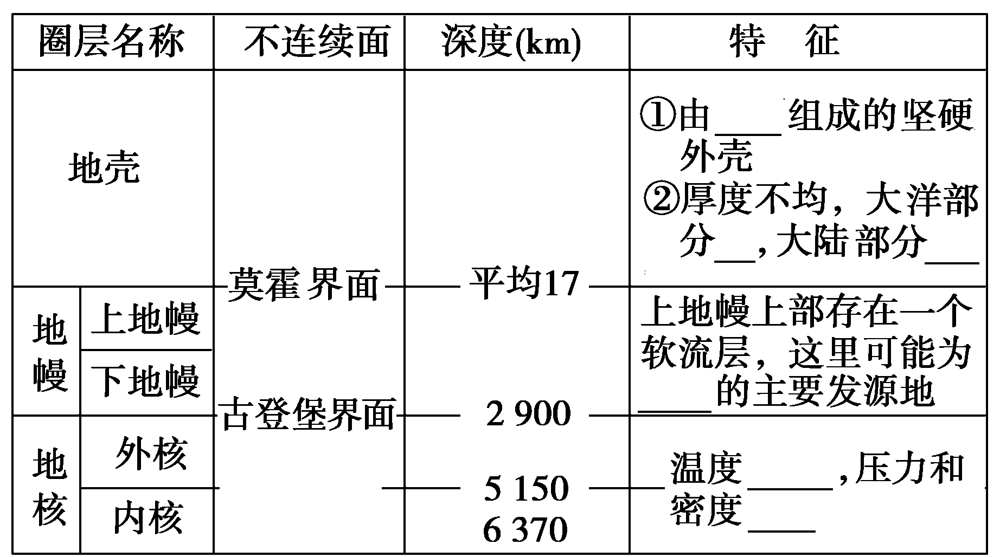 圈层名称 不连续面 深度(km) 特 征
地壳
①由____组成的坚硬
外壳
②厚度不均，大洋部
分__，大陆部分___
莫霍界面 平均17
地幔
上地幔
下地幔
上地幔上部存在一个
软流层，这里可能为
____的主要发源地
古登堡界面 2 900
地核
外核
5 150
内核
6 370
温度____，压力和
密度____